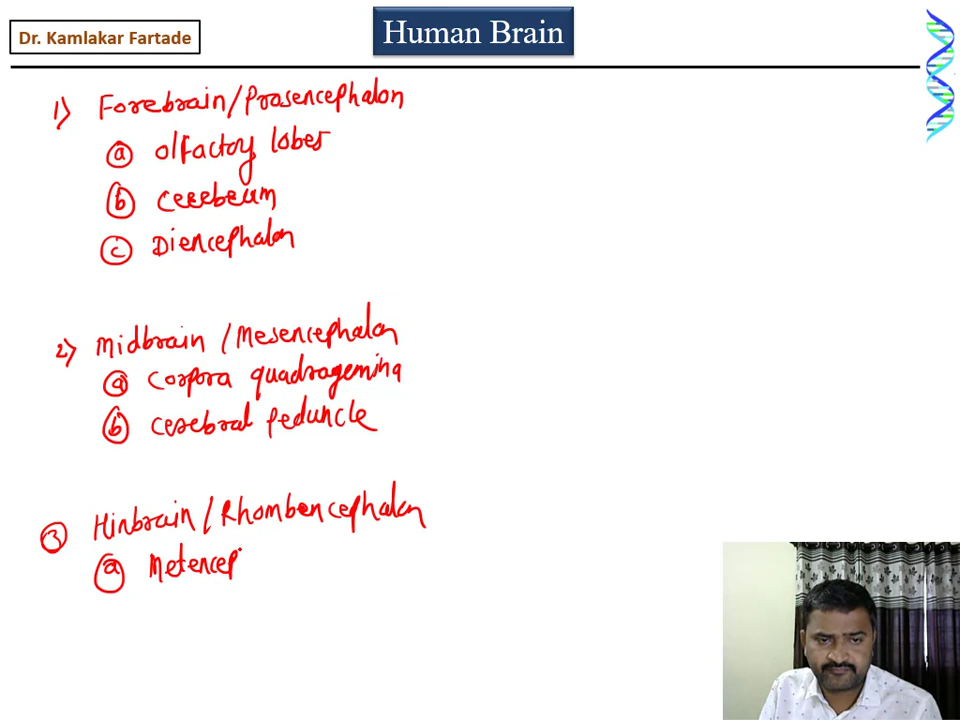 Dr. Kamlakar Fartade
Human Brain
1) Forebrain/Prosencephalon
a olfactory lobes
b cerebrum
c Diencephalon
2) Midbrain/Mesencephalon
a corpora quadragemina
b cerebral peduncle
3 Hinbrain/Rhombencephalon
a Metencep